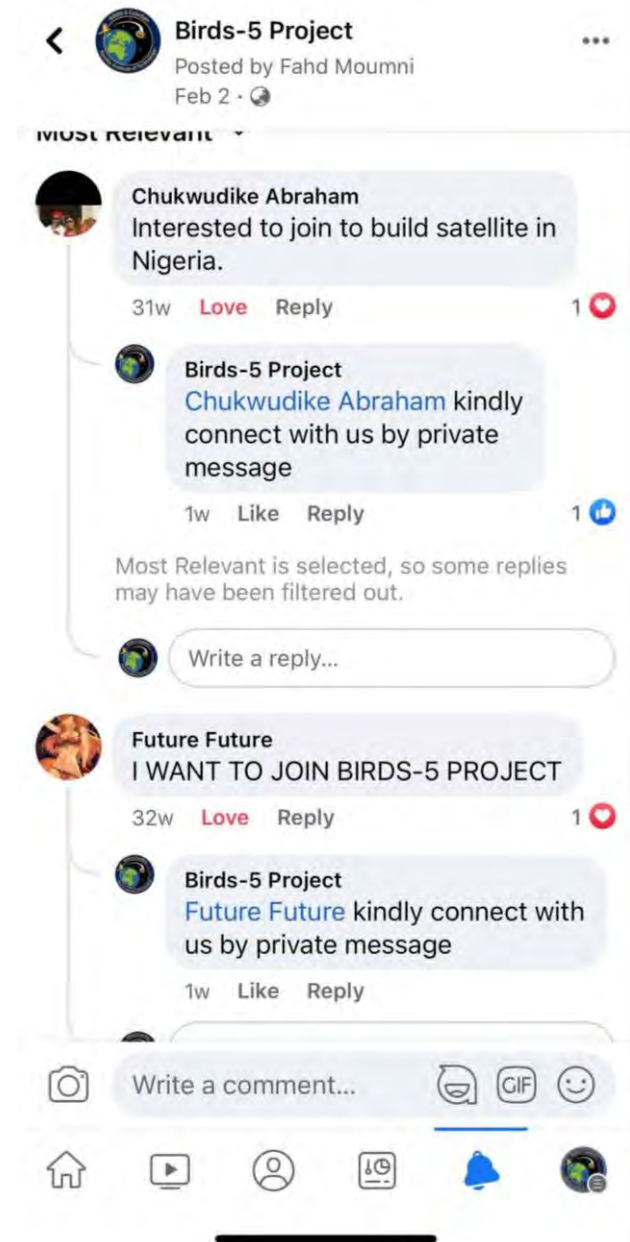 Birds-5 Project
Posted by Fahd Moumni
Feb 2 ·
Most Relevant
Chukwudike Abraham
Interested to join to build satellite in
Nigeria.
31w Love Reply 1
Birds-5 Project
Chukwudike Abraham kindly
connect with us by private
message
1w Like Reply 1
Most Relevant is selected, so some replies
may have been filtered out.
Write a reply...
Future Future
I WANT TO JOIN BIRDS-5 PROJECT
32w Love Reply 1
Birds-5 Project
Future Future kindly connect with
us by private message
1w Like Reply
Write a comment...
GIF